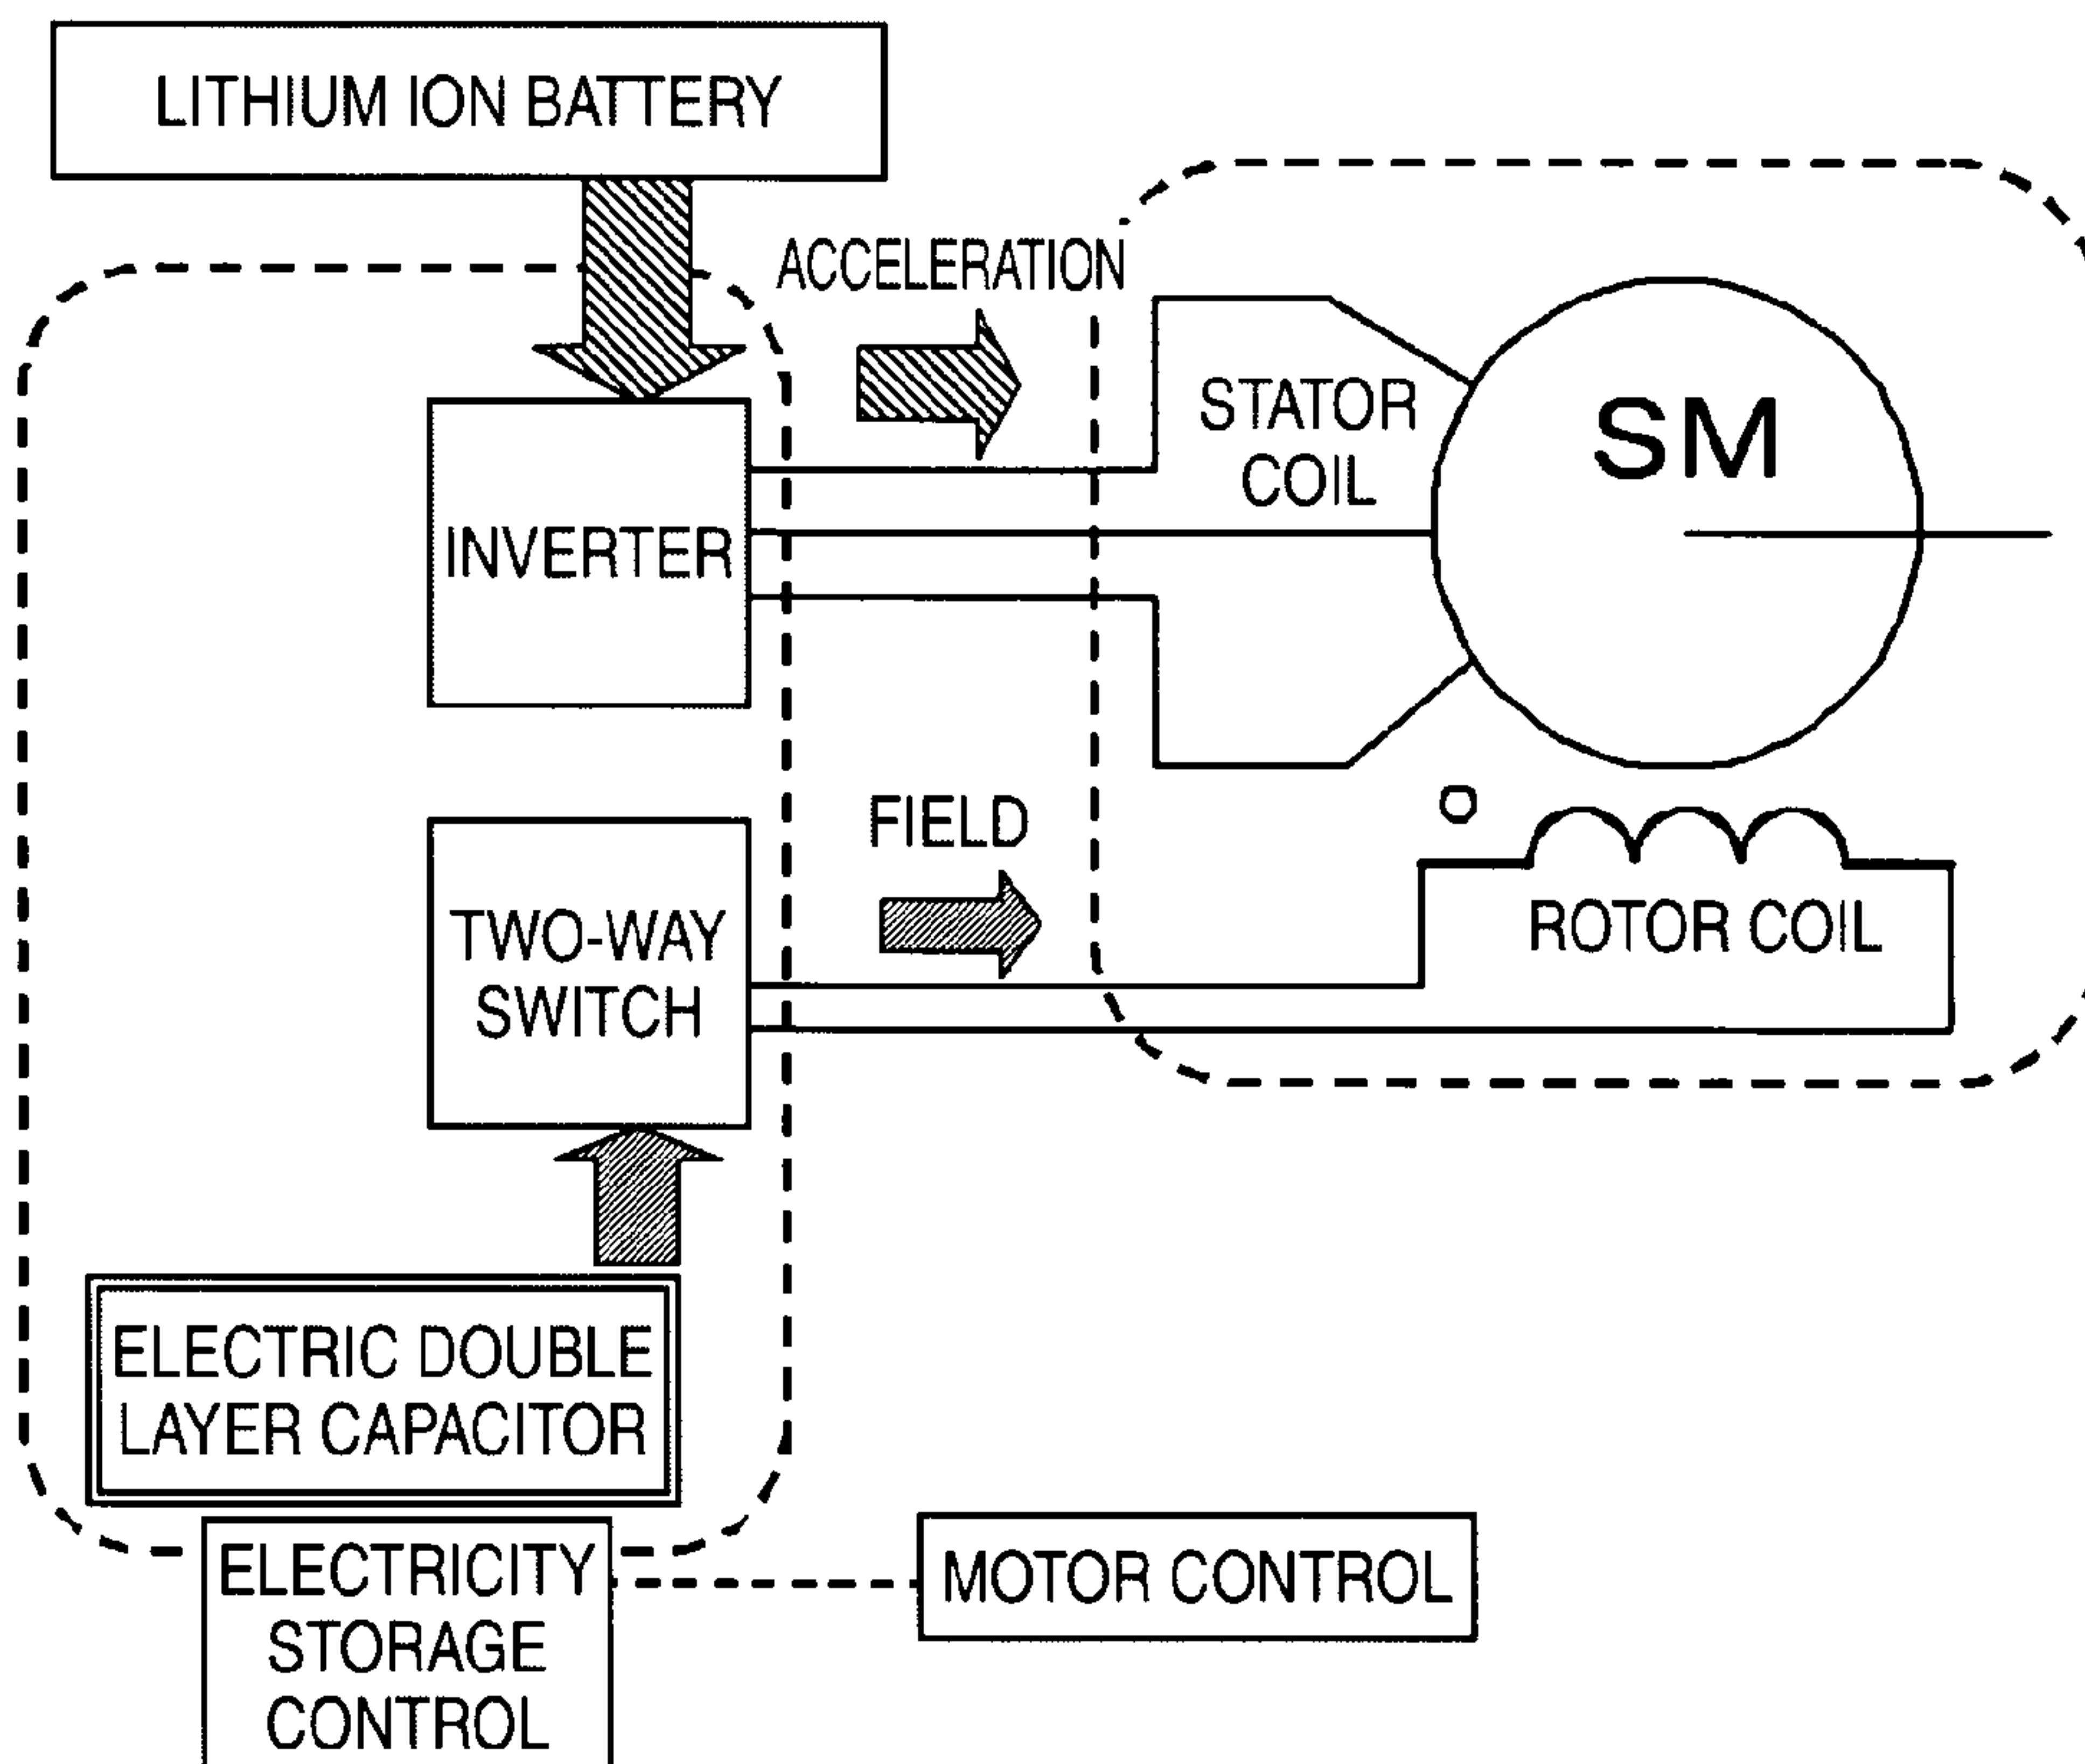 LITHIUM ION BATTERY
ACCELERATION
STATOR
COIL
SM
INVERTER
FIELD
TWO-WAY
SWITCH
ROTOR COIL
ELECTRIC DOUBLE
LAYER CAPACITOR
ELECTRICITY
STORAGE
CONTROL
MOTOR CONTROL